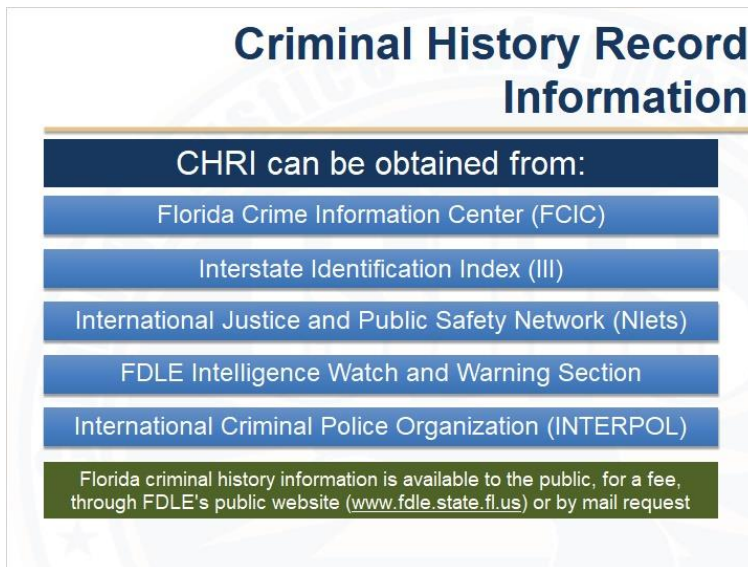 Criminal History Record
Information
CHRI can be obtained from:
Florida Crime Information Center (FCIC)
Interstate Identification Index (III)
International Justice and Public Safety Network (Nlets)
FDLE Intelligence Watch and Warning Section
International Criminal Police Organization (INTERPOL)
Florida criminal history information is available to the public, for a fee,
through FDLE's public website (www.fdle.state.fl.us) or by mail request